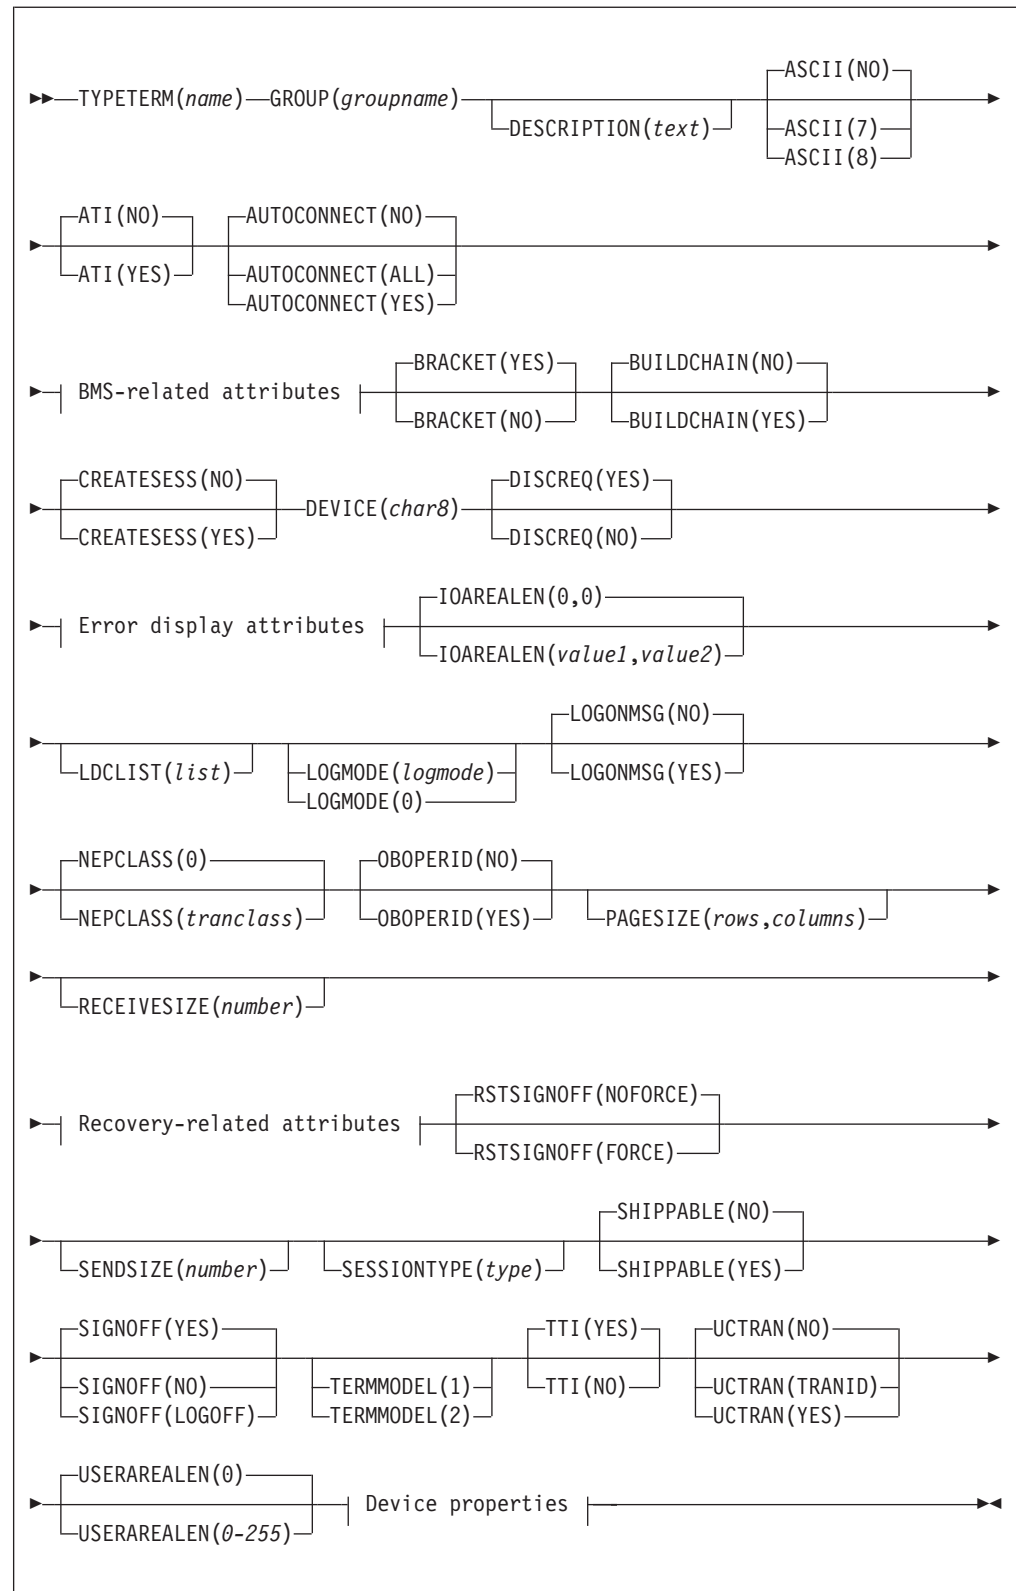 ASCII(NO)
TYPETERM(name) GROUP(groupname)
DESCRIPTION(text) ASCII(7)
ASCII(8)
ATI(NO) AUTOCONNECT(NO)
ATI(YES) AUTOCONNECT(ALL)
AUTOCONNECT(YES)
BRACKET(YES) BUILDCHAIN(NO)
BMS-related attributes
BRACKET(NO) BUILDCHAIN(YES)
CREATESESS(NO) DISCREQ(YES)
DEVICE(char8)
CREATESESS(YES) DISCREQ(NO)
IOAREALEN(0,0)
Error display attributes
IOAREALEN(value1,value2)
LOGONMSG(NO)
LDCLIST(list) LOGMODE(logmode) LOGONMSG(YES)
LOGMODE(0)
NEPCLASS(0) OBOPERID(NO)
NEPCLASS(tranclass) OBOPERID(YES) PAGESIZE(rows,columns)
RECEIVESIZE(number)
RSTSIGNOFF(NOFORCE)
Recovery-related attributes
RSTSIGNOFF(FORCE)
SHIPPABLE(NO)
SENDSIZE(number) SESSIONTYPE(type) SHIPPABLE(YES)
SIGNOFF(YES) TTI(YES) UCTRAN(NO)
SIGNOFF(NO) TERMMODEL(1) TTI(NO) UCTRAN(TRANID)
SIGNOFF(LOGOFF) TERMMODEL(2) UCTRAN(YES)
USERAREALEN(0)
Device properties
USERAREALEN(0-255)